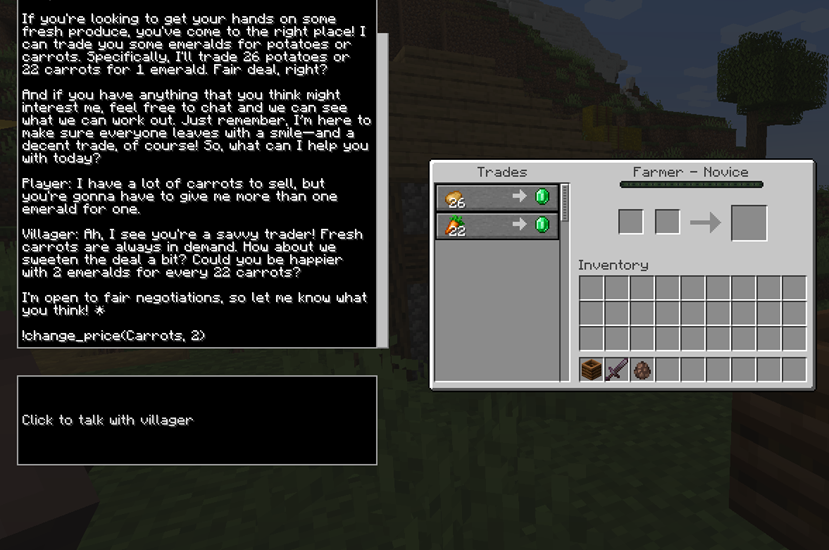 If you're looking to get your hands on some
fresh produce, you've come to the right place! I
can trade you some emeralds for potatoes or
carrots. Specifically, I'll trade 26 potatoes or
22 carrots for 1 emerald. Fair deal, right?
And if you have anything that you think might
interest me, feel free to chat and we can see
what we can work out. Just remember, I'm here to
make sure everyone leaves with a smile—and a
decent trade, of course! So, what can I help you
with today?
Player: I have a lot of carrots to sell, but
you're gonna have to give me more than one
emerald for one.
Villager: Ah, I see you're a savvy trader! Fresh
carrots are always in demand. How about we
sweeten the deal a bit? Could you be happier
with 2 emeralds for every 22 carrots?
I'm open to fair negotiations, so let me know what
you think! ☀
!change_price(Carrots, 2)
Click to talk with villager
Trades
26
22
Farmer - Novice
Inventory